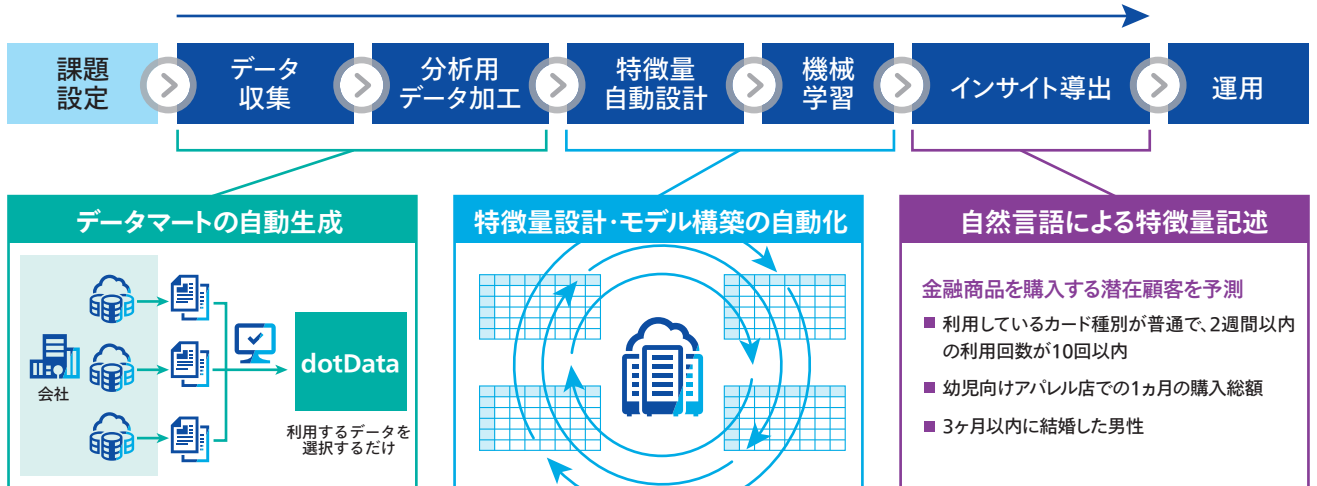 課題
設定
データ
収集
分析用
データ加工
特徴量
自動設計
機械
学習
インサイト導出
運用
データマートの自動生成
会社
dotData
利用するデータを
選択するだけ
特徴量設計・モデル構築の自動化
自然言語による特徴量記述
金融商品を購入する潜在顧客を予測
■ 利用しているカード種別が普通で、2週間以内
の利用回数が10回以内
■ 幼児向けアパレル店での1ヵ月の購入総額
■ 3ヶ月以内に結婚した男性